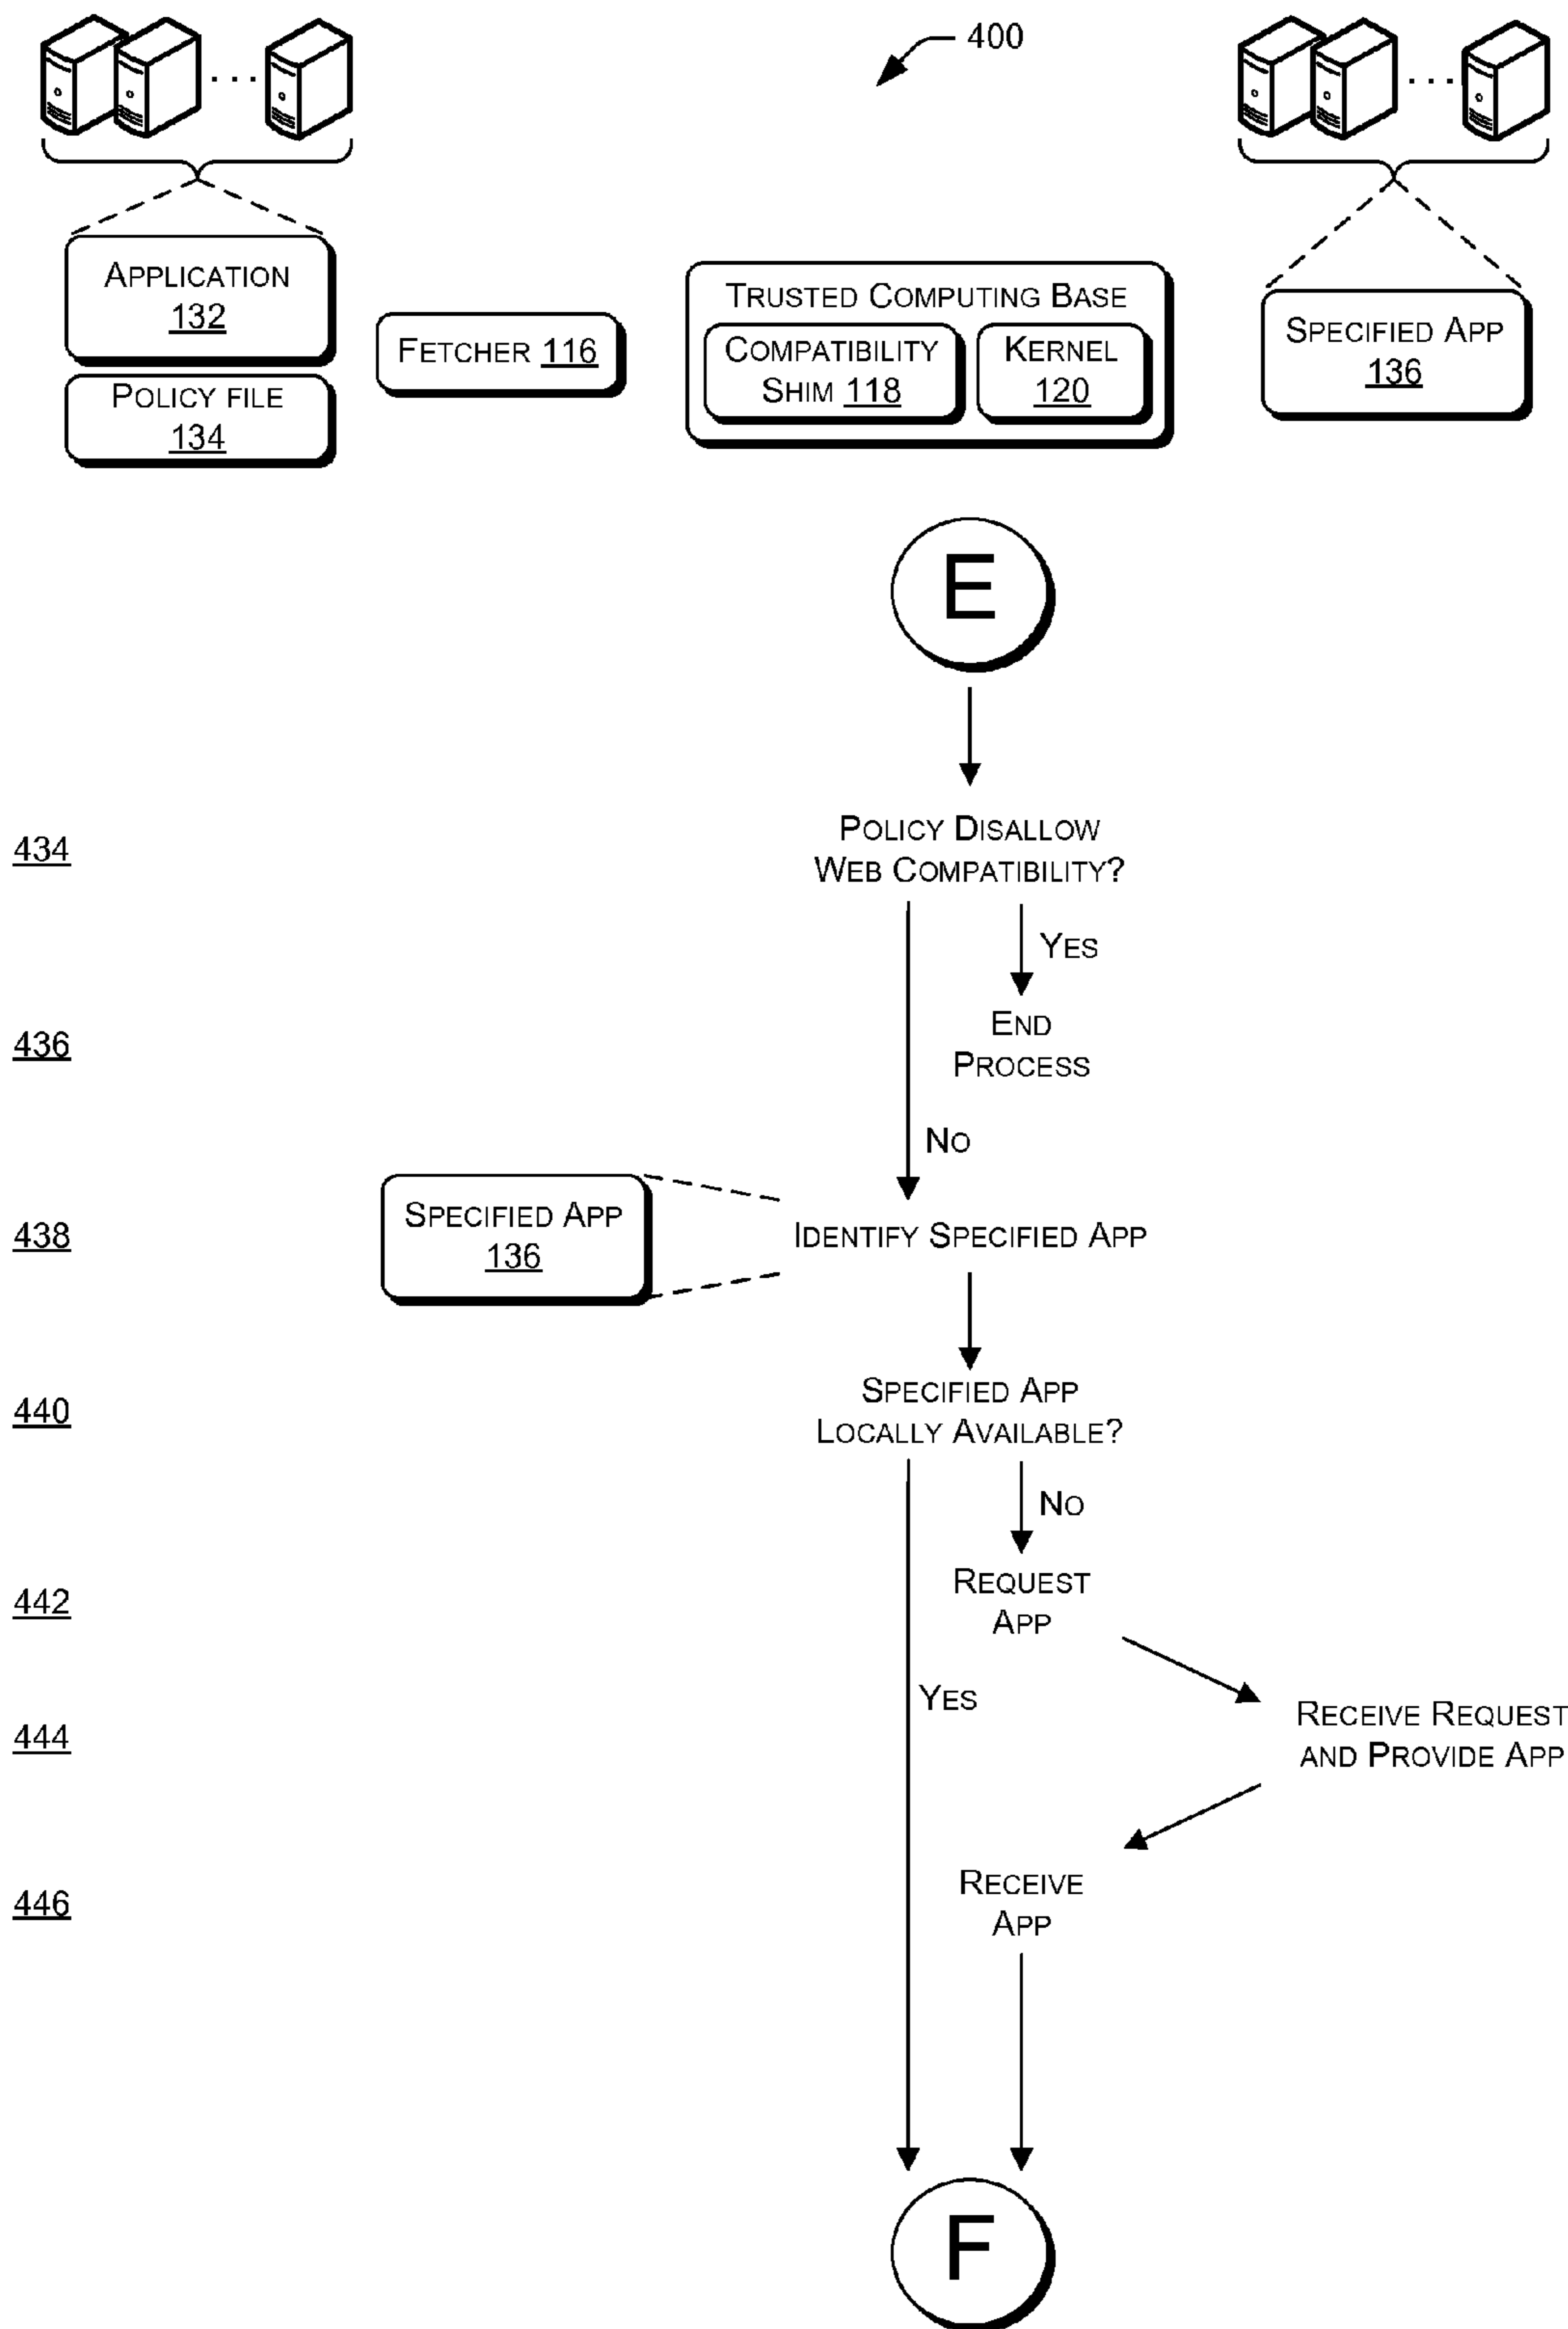 400
APPLICATION
132
POLICY FILE
134
FETCHER 116
TRUSTED COMPUTING BASE
COMPATIBILITY
SHIM 118
KERNEL
120
SPECIFIED APP
136
E
434
POLICY DISALLOW
WEB COMPATIBILITY?
YES
436
END
PROCESS
NO
438
SPECIFIED APP
136
IDENTIFY SPECIFIED APP
440
SPECIFIED APP
LOCALLY AVAILABLE?
NO
442
REQUEST
APP
YES
444
RECEIVE REQUEST
AND PROVIDE APP
446
RECEIVE
APP
F